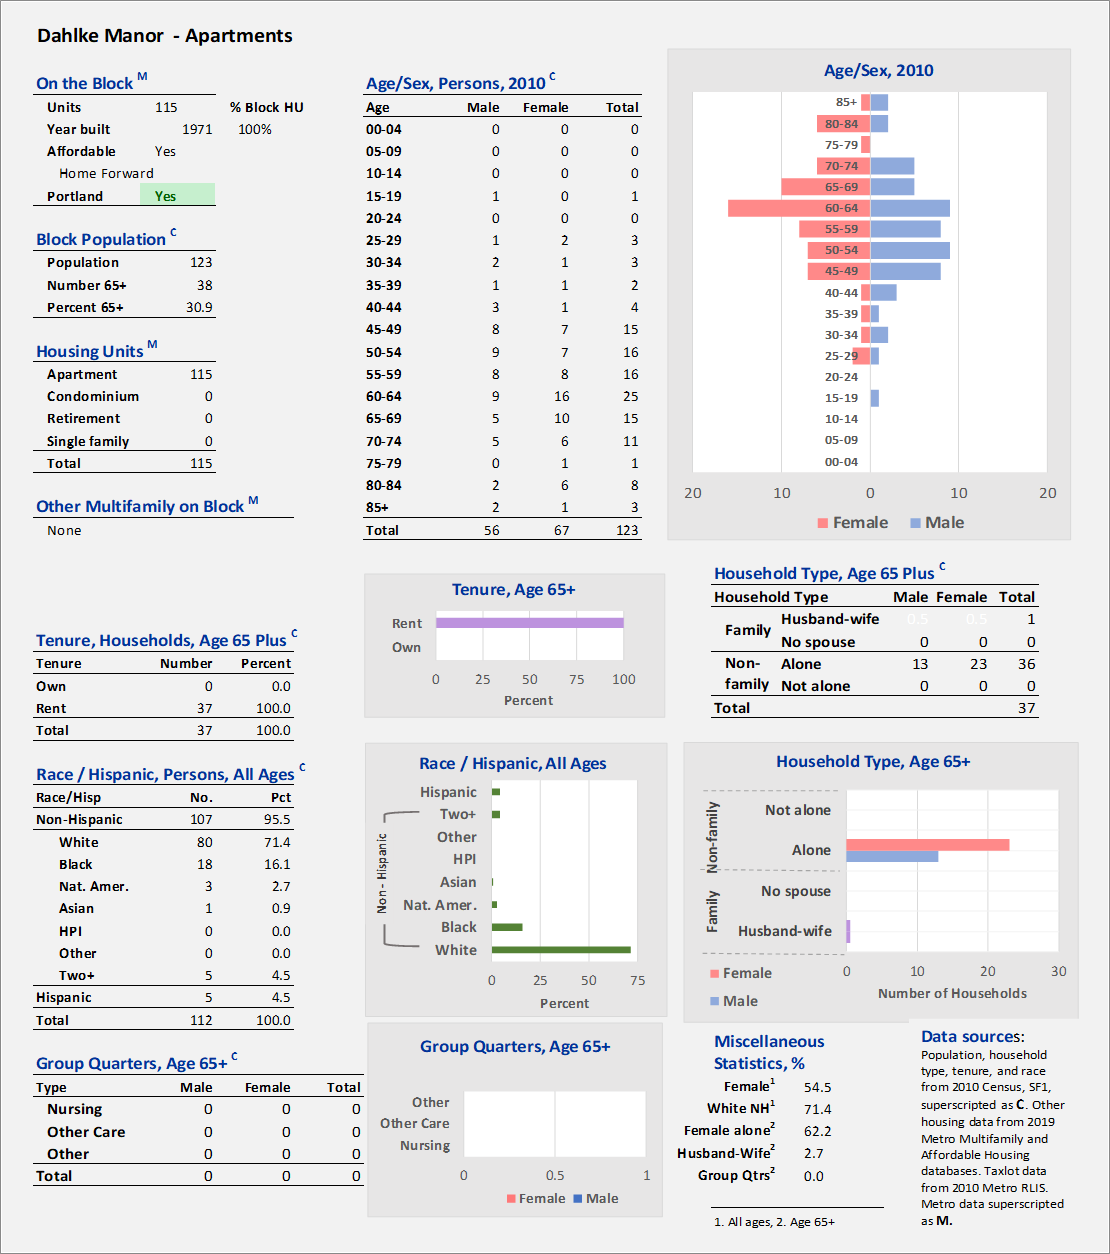 Dahlke Manor - Apartments
On the Block M
Units 115 % Block HU
Year built 1971 100%
Affordable Yes
Home Forward
Portland Yes
Block Population C
Population 123
Number 65+ 38
Percent 65+ 30.9
Housing Units M
Apartment 115
Condominium 0
Retirement 0
Single family 0
Total 115
Other Multifamily on Block M
None
Age/Sex, Persons, 2010 C
Age Male Female Total
00-04 0 0 0
05-09 0 0 0
10-14 0 0 0
15-19 1 0 1
20-24 0 0 0
25-29 1 2 3
30-34 2 1 3
35-39 1 1 2
40-44 3 1 4
45-49 8 7 15
50-54 9 7 16
55-59 8 8 16
60-64 9 16 25
65-69 5 10 15
70-74 5 6 11
75-79 0 1 1
80-84 2 6 8
85+ 2 1 3
Total 56 67 123
Age/Sex, 2010
85+
80-84
75-79
70-74
65-69
60-64
55-59
50-54
45-49
40-44
35-39
30-34
25-29
20-24
15-19
10-14
05-09
00-04
20 10 0 10 20
Female Male
Tenure, Households, Age 65 Plus C
Tenure Number Percent
Own 0 0.0
Rent 37 100.0
Total 37 100.0
Tenure, Age 65+
Rent
Own
0 25 50 75 100
Percent
Household Type, Age 65 Plus C
Household Type Male Female Total
Family Husband-wife 0.5 0.5 1
No spouse 0 0 0
Non-family Alone 13 23 36
Not alone 0 0 0
Total 37
Race / Hispanic, Persons, All Ages C
Race/Hisp No. Pct
Non-Hispanic 107 95.5
White 80 71.4
Black 18 16.1
Nat. Amer. 3 2.7
Asian 1 0.9
HPI 0 0.0
Other 0 0.0
Two+ 5 4.5
Hispanic 5 4.5
Total 112 100.0
Race / Hispanic, All Ages
Hispanic
Two+
Other
HPI
Asian
Nat. Amer.
Black
White
Non - Hispanic
0 25 50 75
Percent
Household Type, Age 65+
Non-family
Not alone
Alone
Family
No spouse
Husband-wife
0 10 20 30
Number of Households
Female
Male
Group Quarters, Age 65+ C
Type Male Female Total
Nursing 0 0 0
Other Care 0 0 0
Other 0 0 0
Total 0 0 0
Group Quarters, Age 65+
Other
Other Care
Nursing
0 0.5 1
Female Male
Miscellaneous
Statistics, %
Female1 54.5
White NH1 71.4
Female alone2 62.2
Husband-Wife2 2.7
Group Qtrs2 0.0
1. All ages, 2. Age 65+
Data sources:
Population, household
type, tenure, and race
from 2010 Census, SF1,
superscripted as C. Other
housing data from 2019
Metro Multifamily and
Affordable Housing
databases. Taxlot data
from 2010 Metro RLIS.
Metro data superscripted
as M.